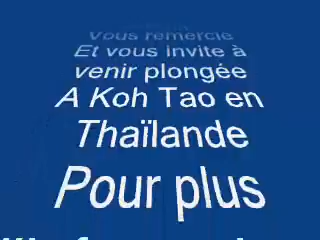 Vous remercie
Et vous invite à
venir plongée
A Koh Tao en
Thaïlande
Pour plus